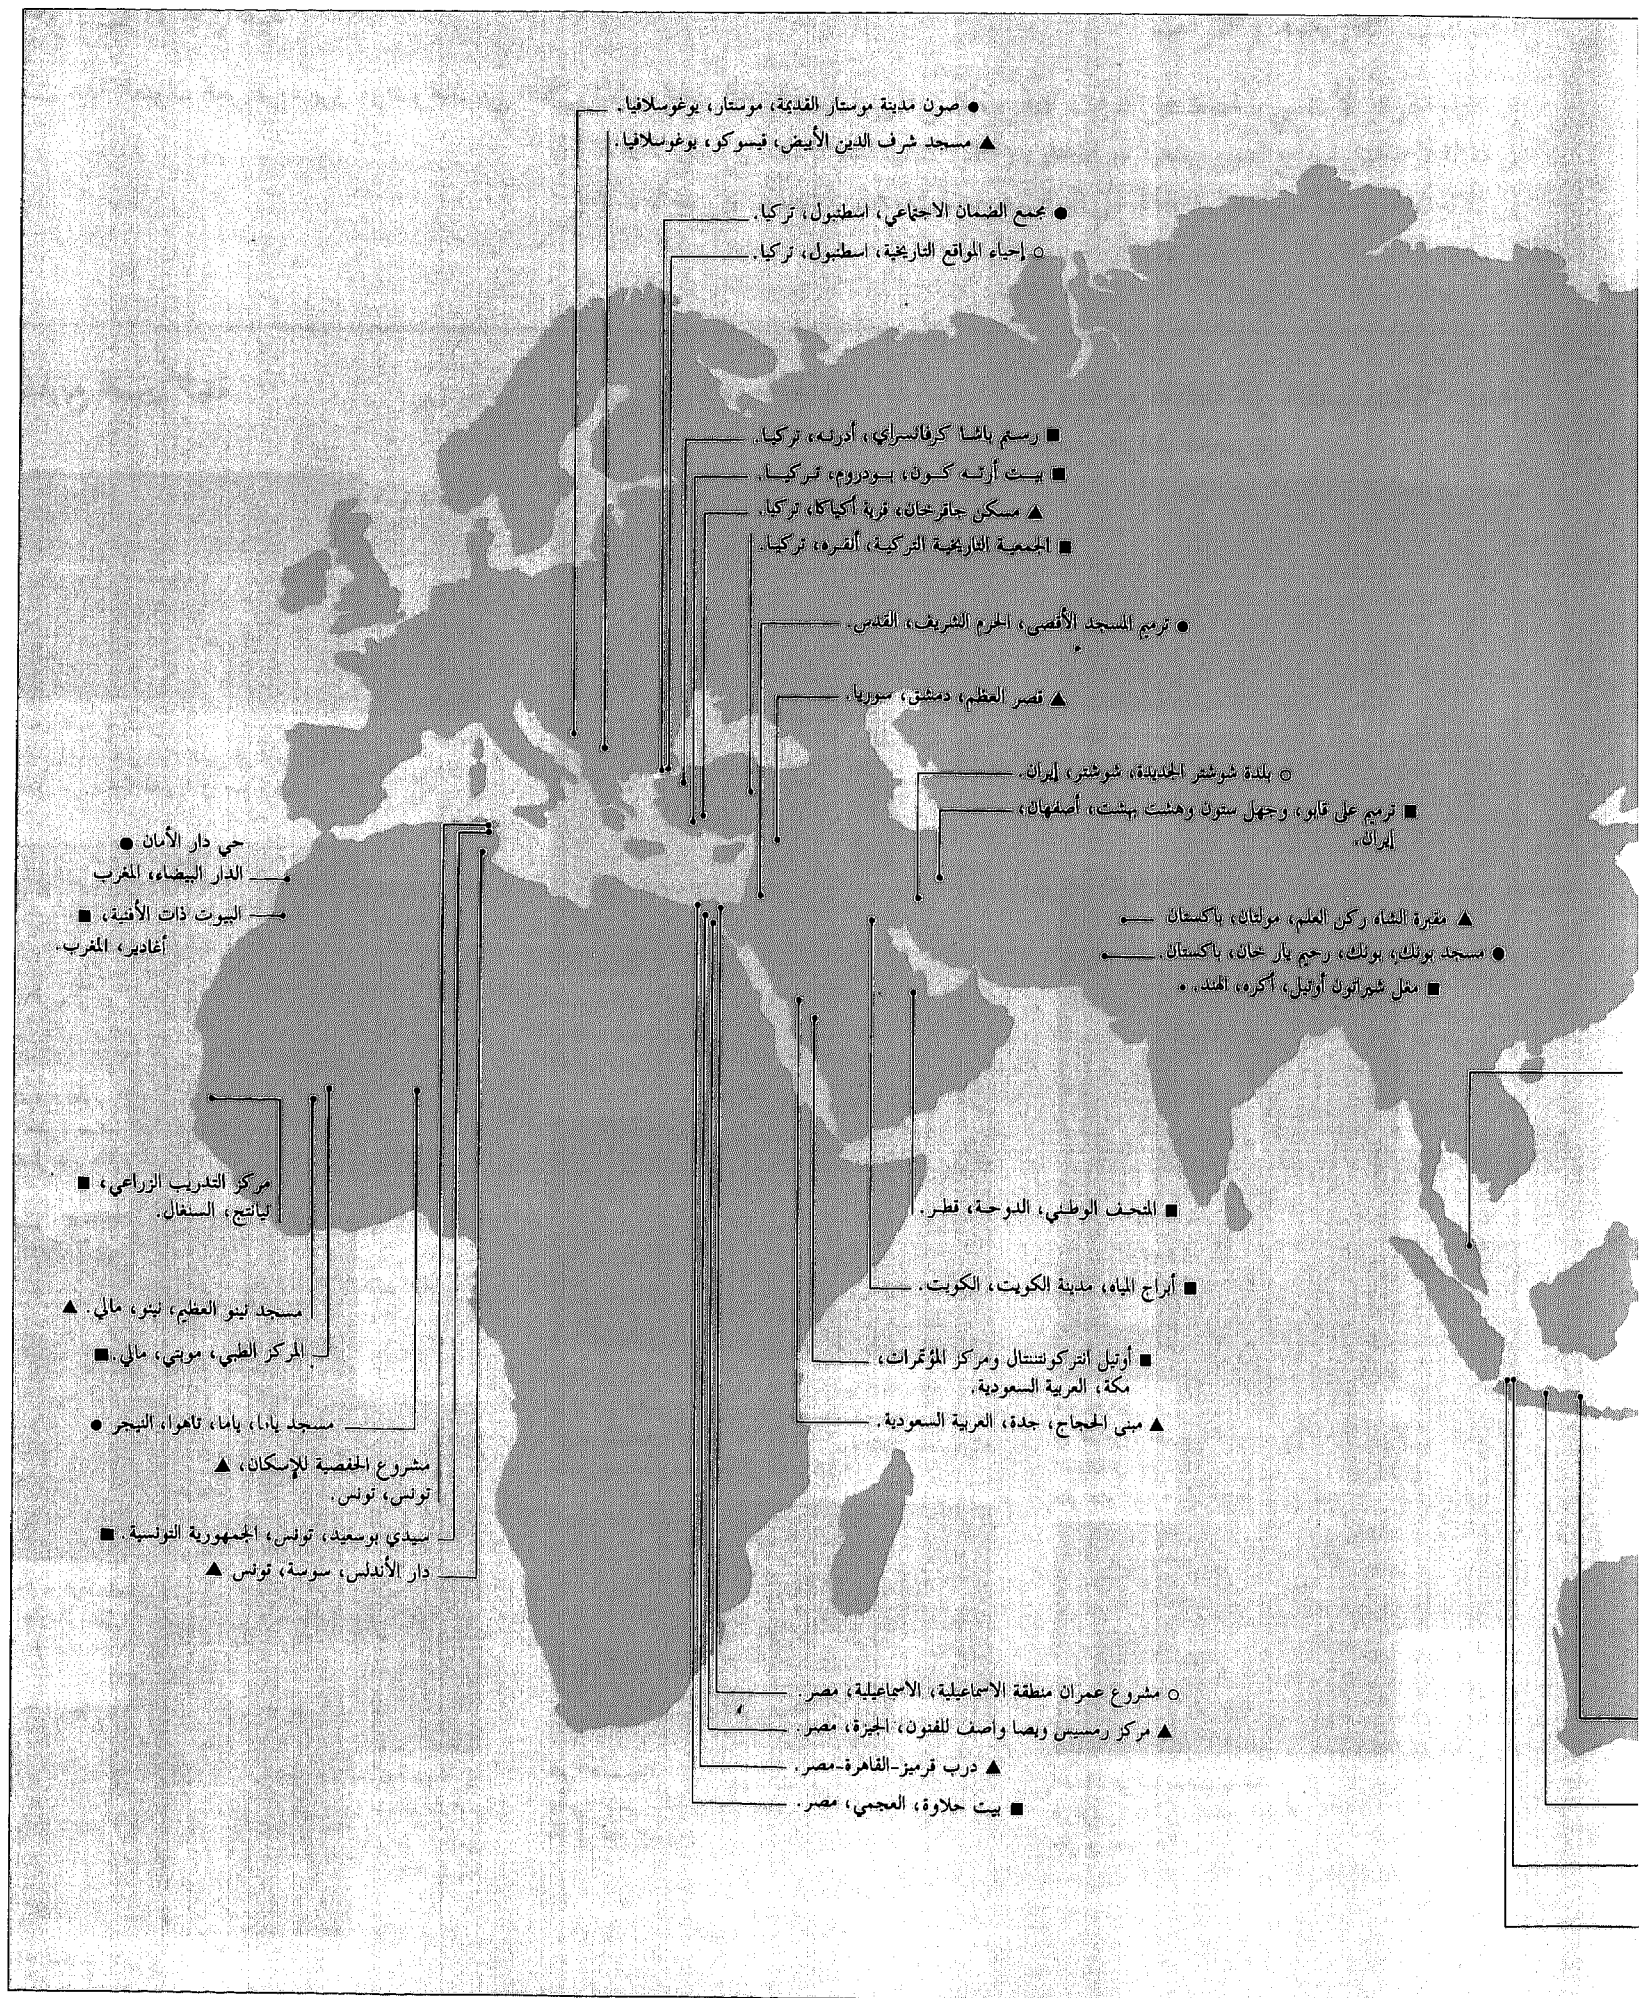 ● صون مدينة موستار القديمة، موستار، يوغوسلافيا.
▲ مسجد شرف الدين الأبيض، فيسوكو، يوغوسلافيا.
● مجمع الضمان الاجتماعي، اسطنبول، تركيا.
○ إحياء المواقع التاريخية، اسطنبول، تركيا.
■ رستم باشا كرفانسراي، أدرنه، تركيا.
■ بيت أرته كون، بودروم، تركيا.
▲ مسكن جاقرخان، قرية أكياكا، تركيا.
■ الجمعية التاريخية التركية، أنقره، تركيا.
● ترميم المسجد الأقصى، الحرم الشريف، القدس.
▲ قصر العظم، دمشق، سوريا.
○ بلدة شوشتر الجديدة، شوشتر، إيران.
■ ترميم على قابو، وجهل ستون وهشت بهشت، أصفهان،
إيران.
▲ مقبرة الشاه ركن العلم، مولتان، باكستان
● مسجد بونك، بونك، رحيم يار خان، باكستان.
■ مغل شيراتون أوتيل، أكره، الهند.
حي دار الأمان ●
الدار البيضاء، المغرب
البيوت ذات الأفنية، ■
أغادير، المغرب.
مركز التدريب الزراعي، ■
نيانتج، السنغال.
مسجد نينو العظيم، نينو، مالي. ▲
المركز الطبي، موبتي، مالي. ■
مسجد ياما، ياما، تاهوا، النيجر ●
مشروع الحفصية للإسكان، ▲
تونس، تونس.
سيدي بوسعيد، تونس، الجمهورية التونسية. ■
دار الأندلس، سوسة، تونس ▲
■ المتحف الوطني، الدوحة، قطر.
■ أبراج المياه، مدينة الكويت، الكويت.
■ أوتيل انتركونتننتال ومركز المؤتمرات،
مكة، العربية السعودية.
▲ مبنى الحجاج، جدة، العربية السعودية.
○ مشروع عمران منطقة الاسماعيلية، الاسماعيلية، مصر.
▲ مركز رمسيس ويصا واصف للفنون، الجيزة، مصر.
▲ درب قرميز-القاهرة-مصر.
■ بيت حلاوة، العجمي، مصر.